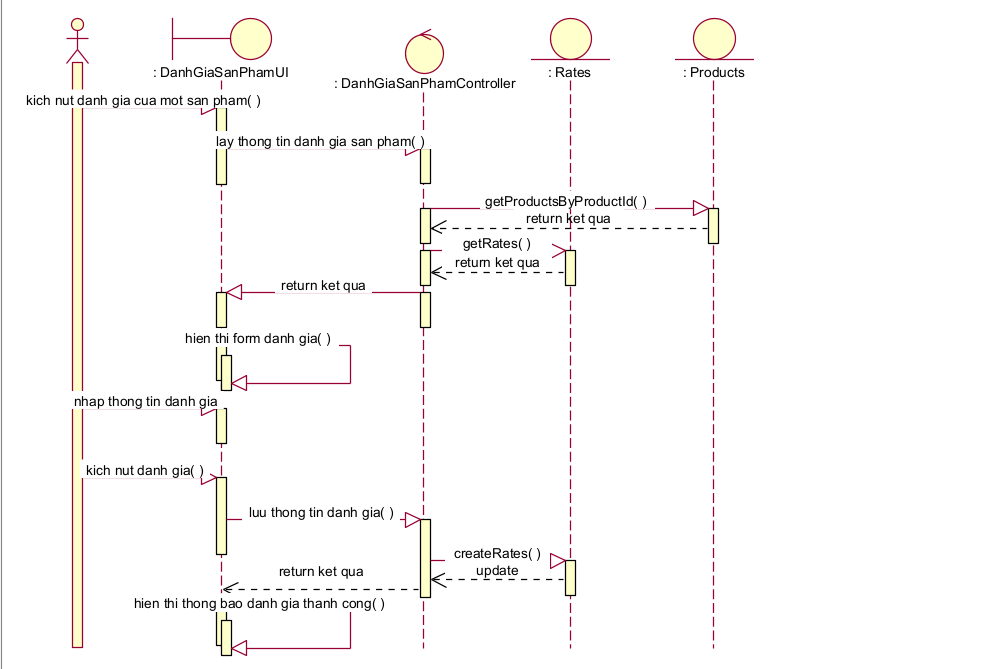 : DanhGiaSanPhamUI
: DanhGiaSanPhamController
: Rates
: Products
kich nut danh gia cua mot san pham( )
lay thong tin danh gia san pham( )
getProductsByProductId( )
return ket qua
getRates( )
return ket qua
return ket qua
hien thi form danh gia( )
nhap thong tin danh gia
kich nut danh gia( )
luu thong tin danh gia( )
createRates( )
update
return ket qua
hien thi thong bao danh gia thanh cong( )